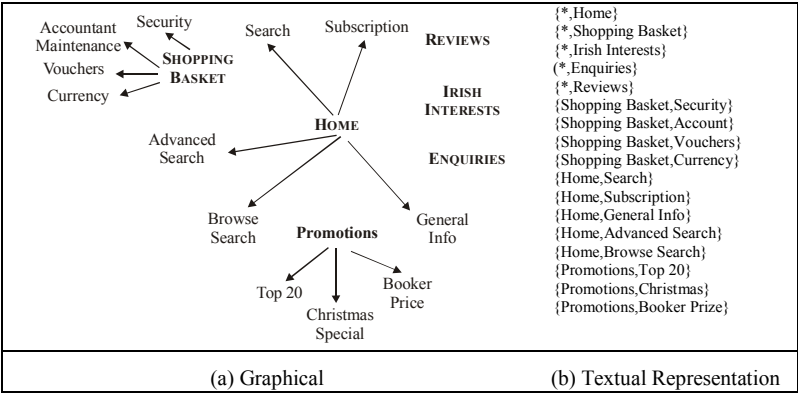 Security
Accountant
Maintenance
Vouchers
Currency
SHOPPING
BASKET
Search
Subscription
REVIEWS
IRISH
INTERESTS
HOME
ENQUIRIES
Advanced
Search
Browse
Search
General
Info
Promotions
Top 20
Christmas
Special
Booker
Price
{*,Home}
{*,Shopping Basket}
{*,Irish Interests}
(*,Enquiries}
{*,Reviews}
{Shopping Basket,Security}
{Shopping Basket,Account}
{Shopping Basket,Vouchers}
{Shopping Basket,Currency}
{Home,Search}
{Home,Subscription}
{Home,General Info}
{Home,Advanced Search}
{Home,Browse Search}
{Promotions,Top 20}
{Promotions,Christmas}
{Promotions,Booker Prize}
(a) Graphical
(b) Textual Representation